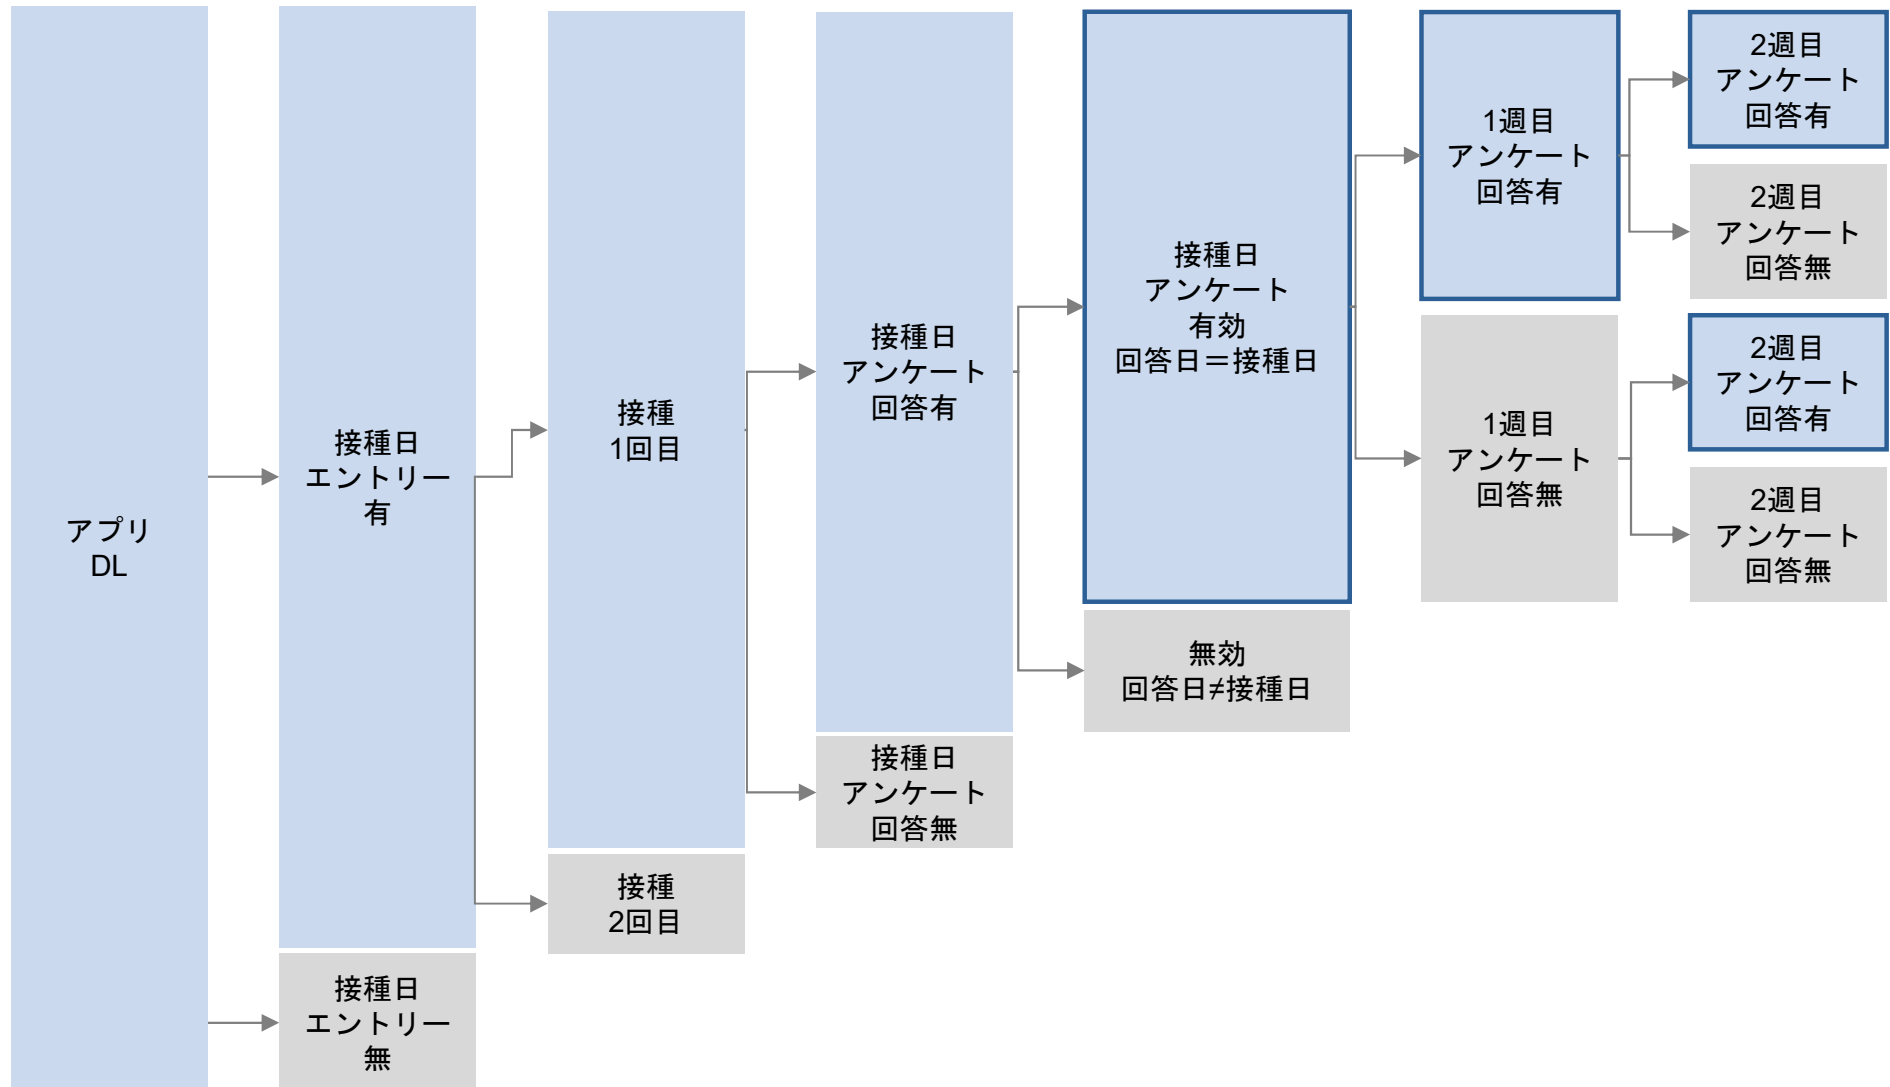 アプリ
DL
接種日
エントリー
有
接種日
エントリー
無
接種
1回目
接種
2回目
接種日
アンケート
回答有
接種日
アンケート
回答無
接種日
アンケート
有効
回答日＝接種日
無効
回答日≠接種日
1週目
アンケート
回答有
1週目
アンケート
回答無
2週目
アンケート
回答有
2週目
アンケート
回答無
2週目
アンケート
回答有
2週目
アンケート
回答無